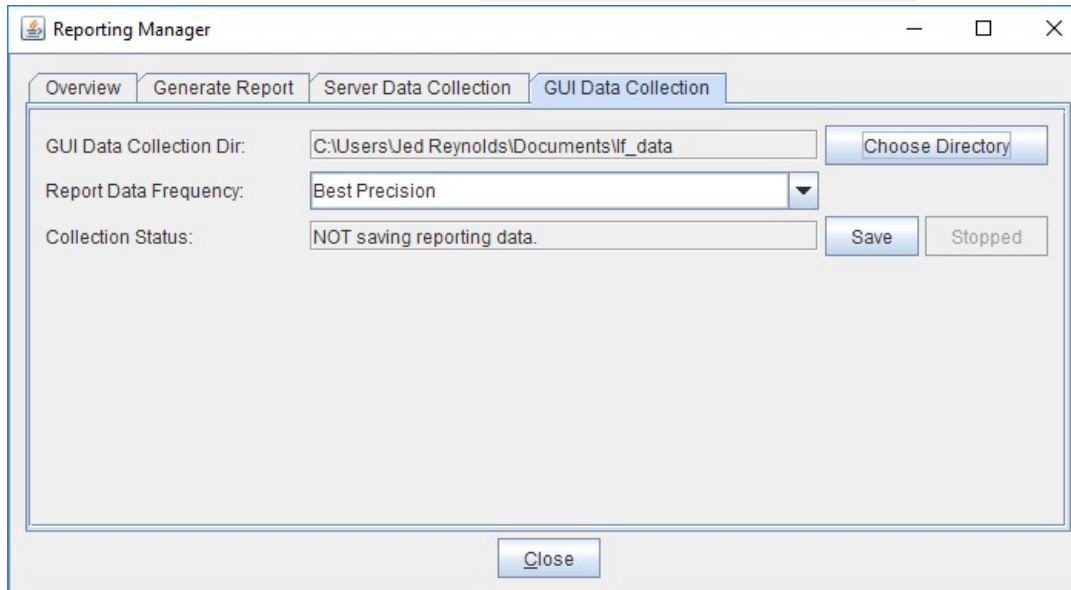 Reporting Manager
Overview Generate Report Server Data Collection GUI Data Collection
GUI Data Collection Dir: C:\Users\Jed Reynolds\Documents\lf_data Choose Directory
Report Data Frequency: Best Precision
Collection Status: NOT saving reporting data. Save Stopped
Close